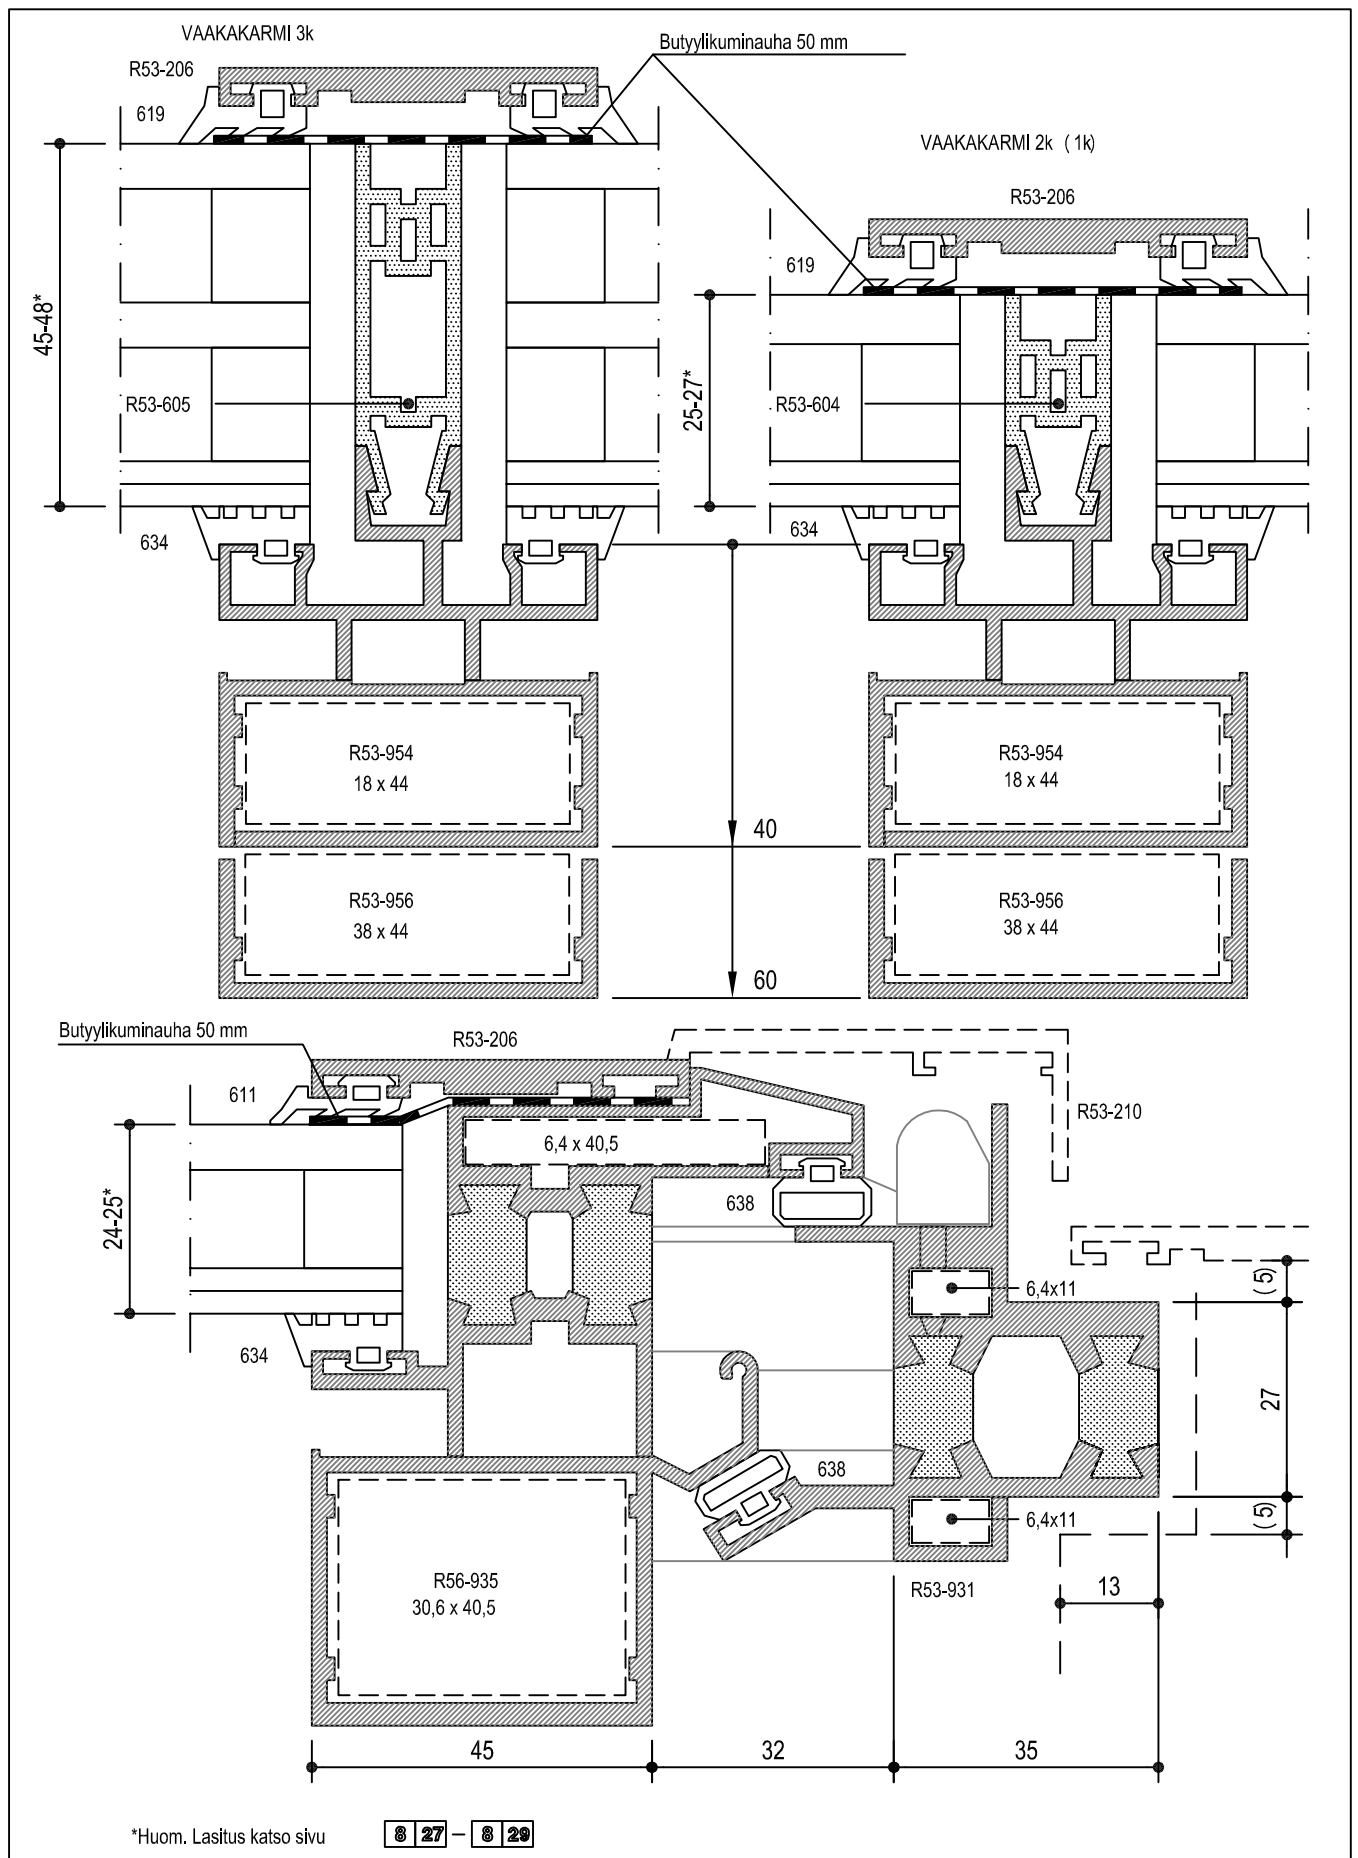 VAAKAKARMI 3k
Butyylikuminauha 50 mm
R53-206
619
VAAKAKARMI 2k ( 1k)
R53-206
619
45-48*
25-27*
R53-605
R53-604
634
634
R53-954
18 x 44
R53-954
18 x 44
40
R53-956
38 x 44
R53-956
38 x 44
60
Butyylikuminauha 50 mm
R53-206
611
R53-210
6,4 x 40,5
24-25*
638
6,4x11
( 5)
634
27
638
6,4x11
( 5)
R56-935
30,6 x 40,5
R53-931
13
45
32
35
*Huom. Lasitus katso sivu 8 27 – 8 29